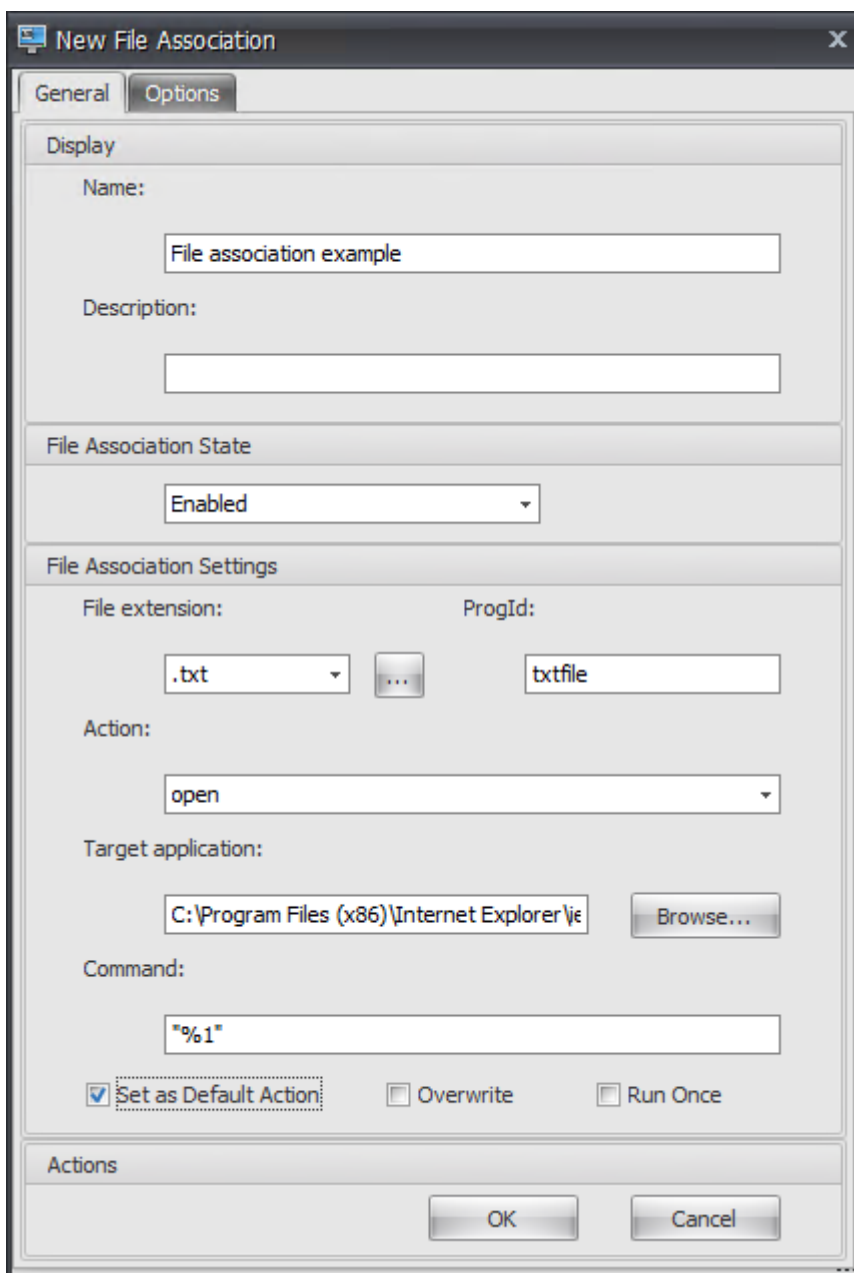 New File Association
General Options
Display
Name:
File association example
Description:
File Association State
Enabled
File Association Settings
File extension: ProgId:
.txt ... txtfile
Action:
open
Target application:
C:\Program Files (x86)\Internet Explorer\ie Browse...
Command:
"%1"
Set as Default Action Overwrite Run Once
Actions
OK Cancel